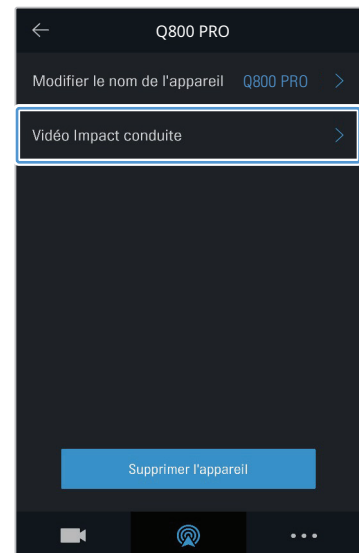 Q800 PRO
Modifier le nom de l'appareil Q800 PRO
Vidéo Impact conduite
Supprimer l'appareil